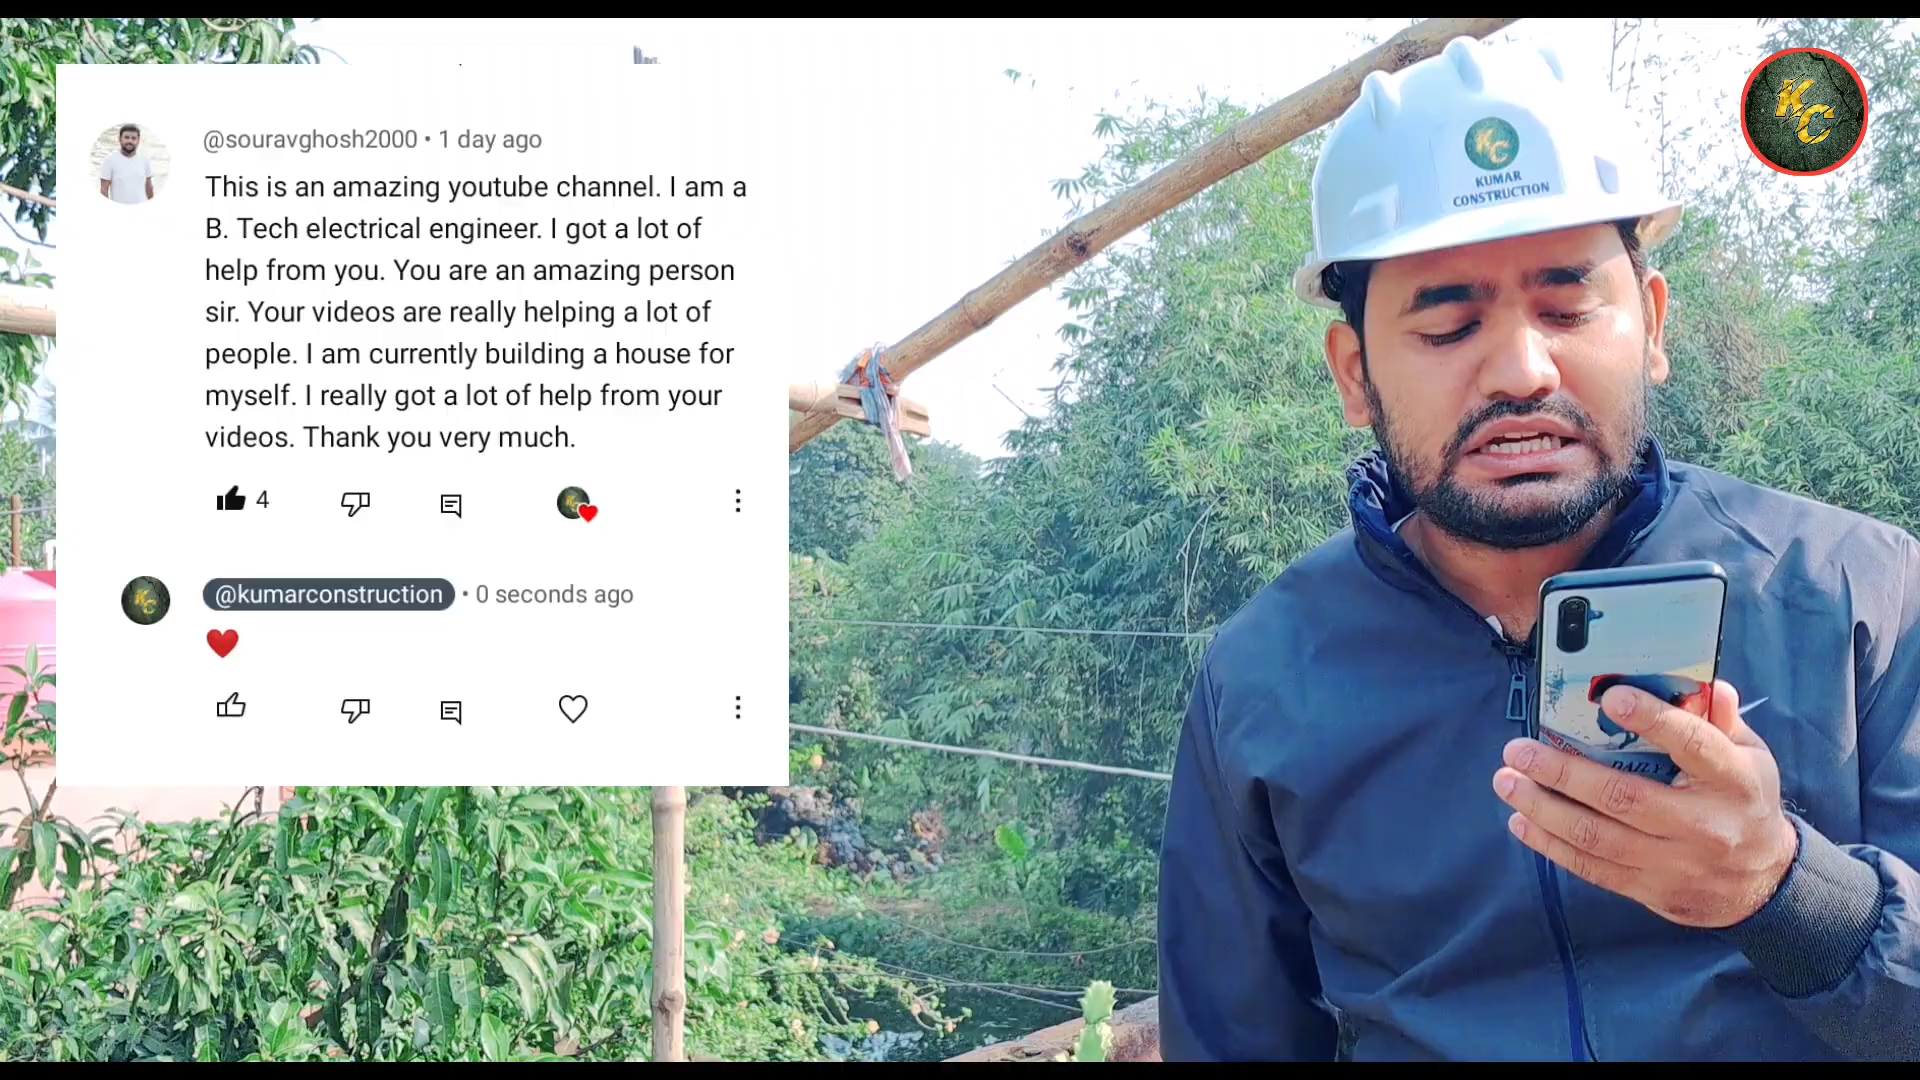 @souravghosh2000 • 1 day ago
This is an amazing youtube channel. I am a
B. Tech electrical engineer. I got a lot of
help from you. You are an amazing person
sir. Your videos are really helping a lot of
people. I am currently building a house for
myself. I really got a lot of help from your
videos. Thank you very much.
4
@kumarconstruction • 0 seconds ago
KC
KUMAR
CONSTRUCTION
KC
DAILY